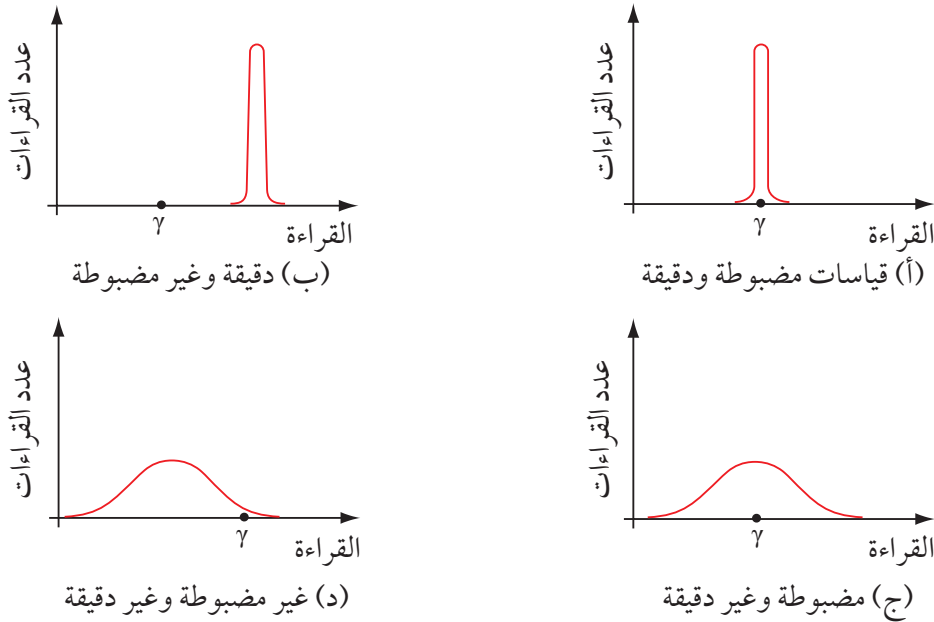 عدد القراءات
γ
القراءة
(أ) قياسات مضبوطة ودقيقة
عدد القراءات
γ
القراءة
(ب) دقيقة وغير مضبوطة
عدد القراءات
γ
القراءة
(ج) مضبوطة وغير دقيقة
عدد القراءات
γ
القراءة
(د) غير مضبوطة وغير دقيقة